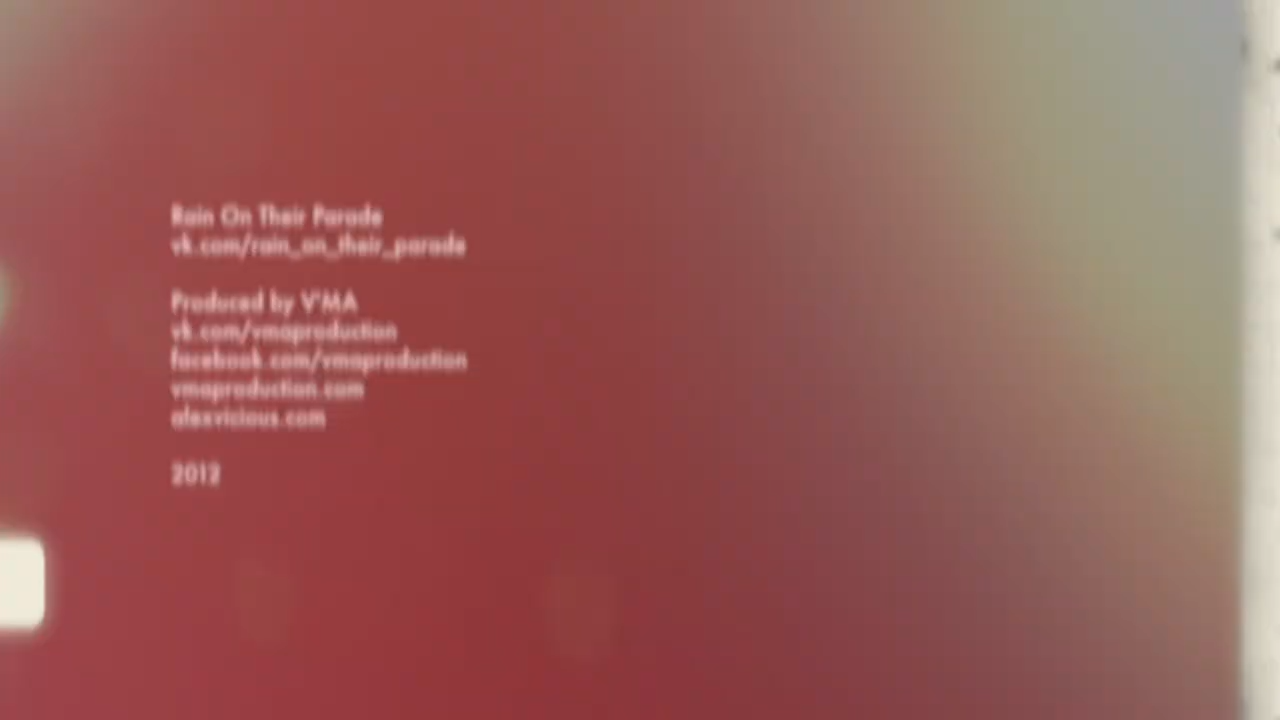 Rain On Their Parade
vk.com/rain_on_their_parade
Produced by V'MA
vk.com/vmaproduction
facebook.com/vmaproduction
vmaproduction.com
alexvicious.com
2012